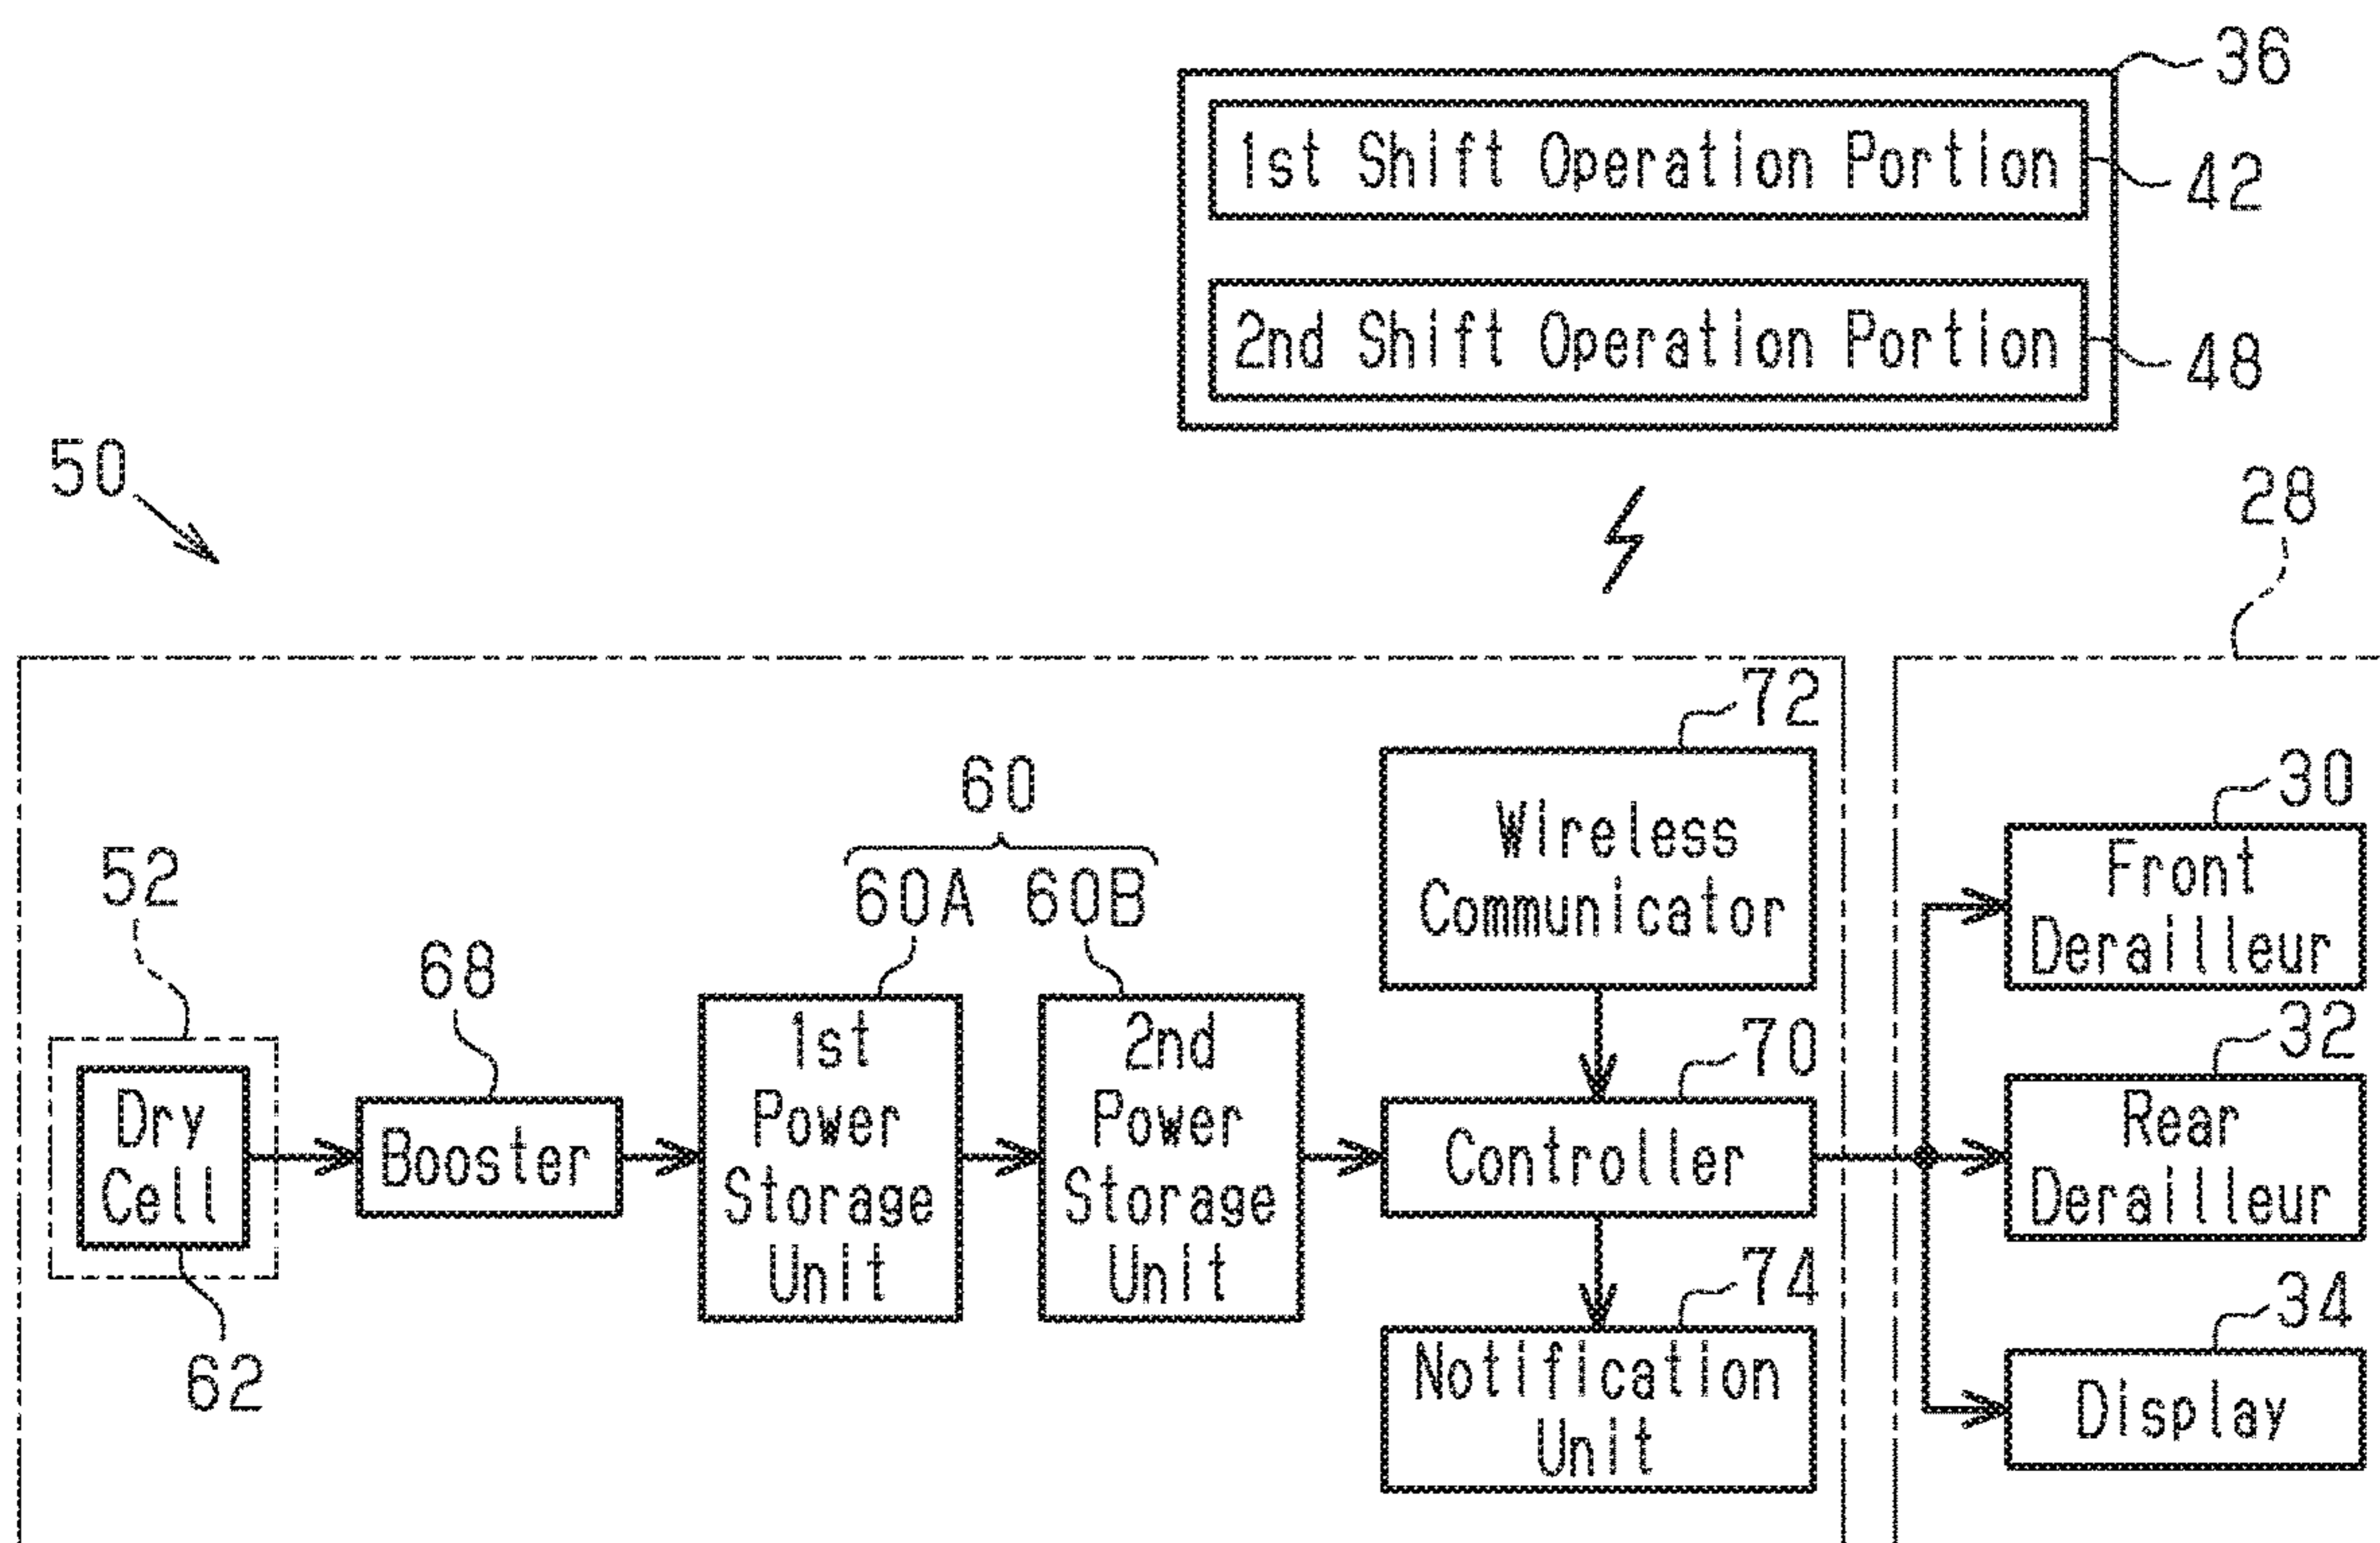 36
1st Shift Operation Portion
42
2nd Shift Operation Portion
48
50
28
72
Wireless
Communicator
60
60A 60B
52
68
30
Front
Derailleur
Dry
Cell
62
Booster
1st
Power
Storage
Unit
2nd
Power
Storage
Unit
70
Controller
32
Rear
Derailleur
74
Notification
Unit
34
Display